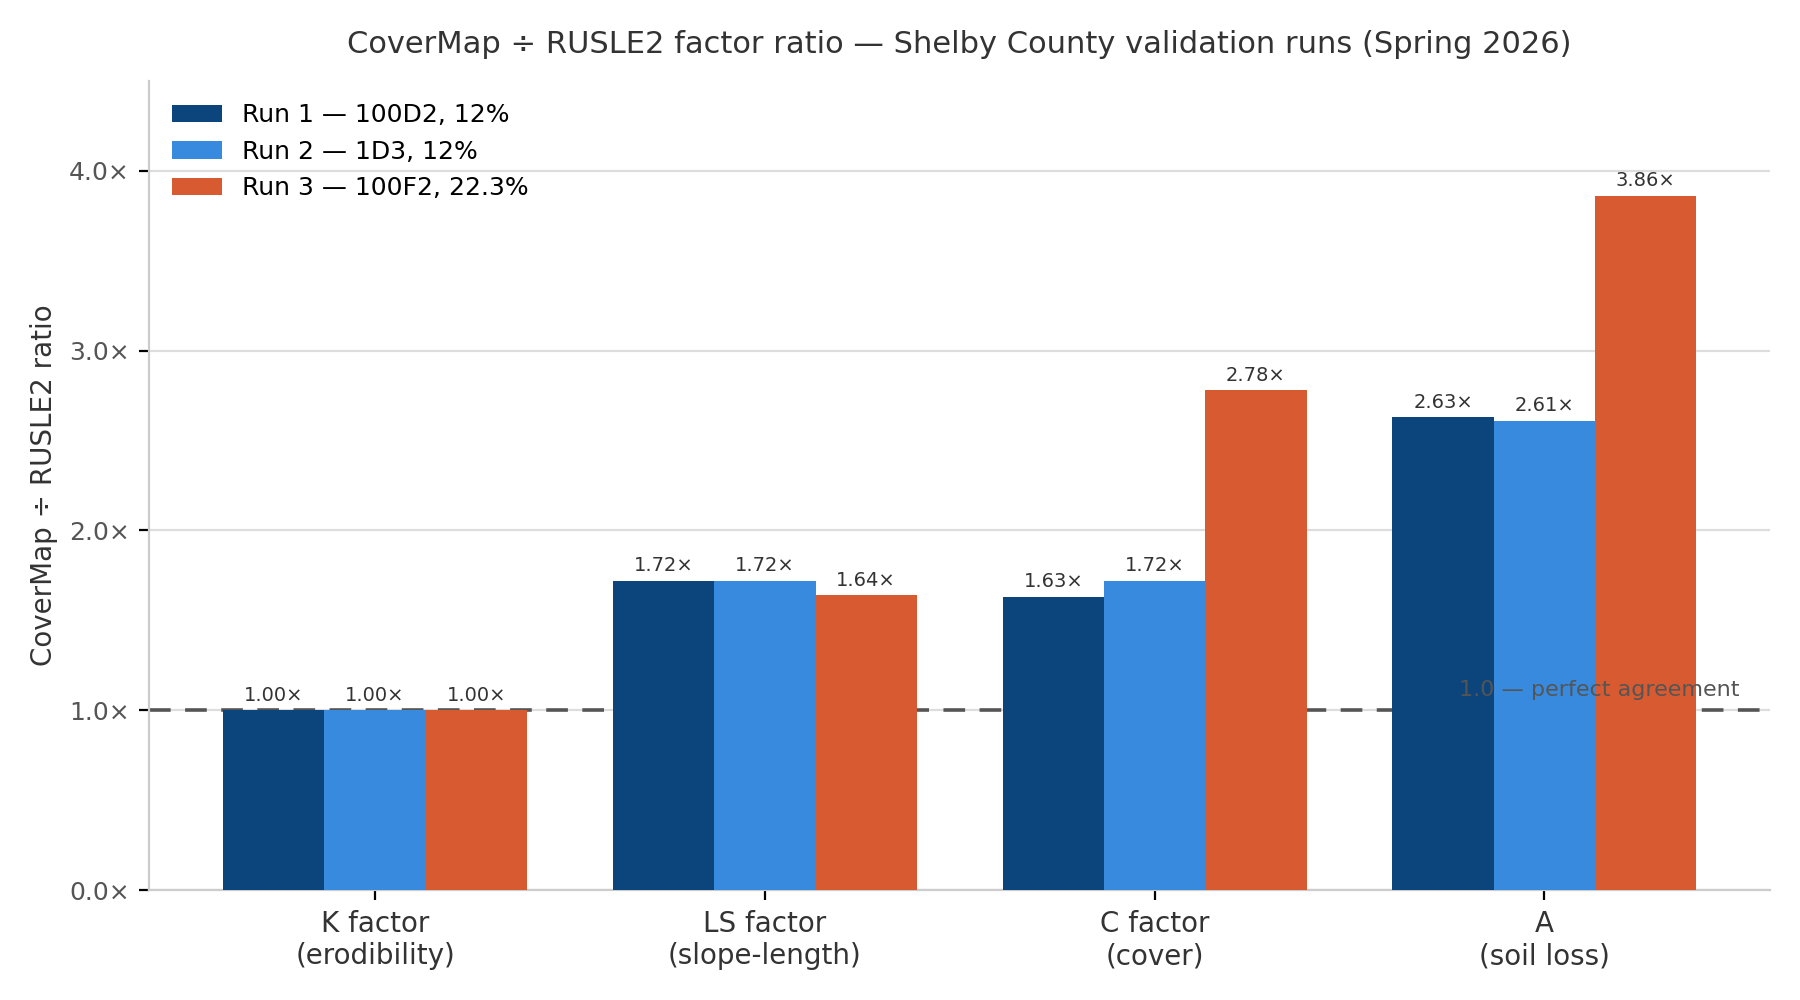 CoverMap ÷ RUSLE2 factor ratio — Shelby County validation runs (Spring 2026)
Run 1 — 100D2, 12%
Run 2 — 1D3, 12%
Run 3 — 100F2, 22.3%
CoverMap ÷ RUSLE2 ratio
4.0×
3.0×
2.0×
1.0×
0.0×
1.00×
1.00×
1.00×
1.72×
1.72×
1.64×
1.63×
1.72×
2.78×
2.63×
2.61×
3.86×
1.0 — perfect agreement
K factor
(erodibility)
LS factor
(slope-length)
C factor
(cover)
A
(soil loss)